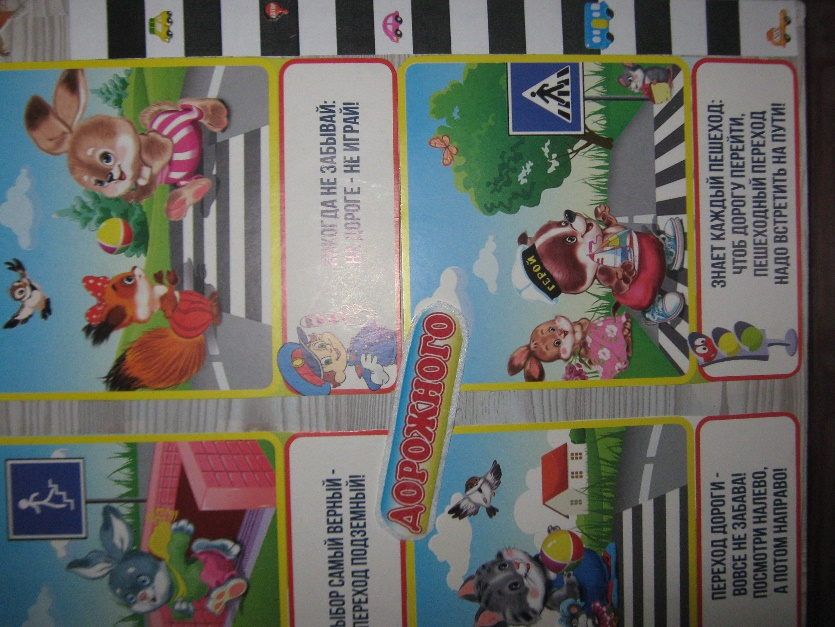 НИКОГДА НЕ ЗАБЫВАЙ:
НА ДОРОГЕ - НЕ ИГРАЙ!
ГЕРОЙ
ЗНАЕТ КАЖДЫЙ ПЕШЕХОД:
ЧТОБ ДОРОГУ ПЕРЕЙТИ,
ПЕШЕХОДНЫЙ ПЕРЕХОД
НАДО ВСТРЕТИТЬ НА ПУТИ!
ДОРОЖНОГО
ЫБОР САМЫЙ ВЕРНЫЙ -
ПЕРЕХОД ПОДЗЕМНЫЙ!
ПЕРЕХОД ДОРОГИ -
ВОВСЕ НЕ ЗАБАВА!
ПОСМОТРИ НАЛЕВО,
А ПОТОМ НАПРАВО!